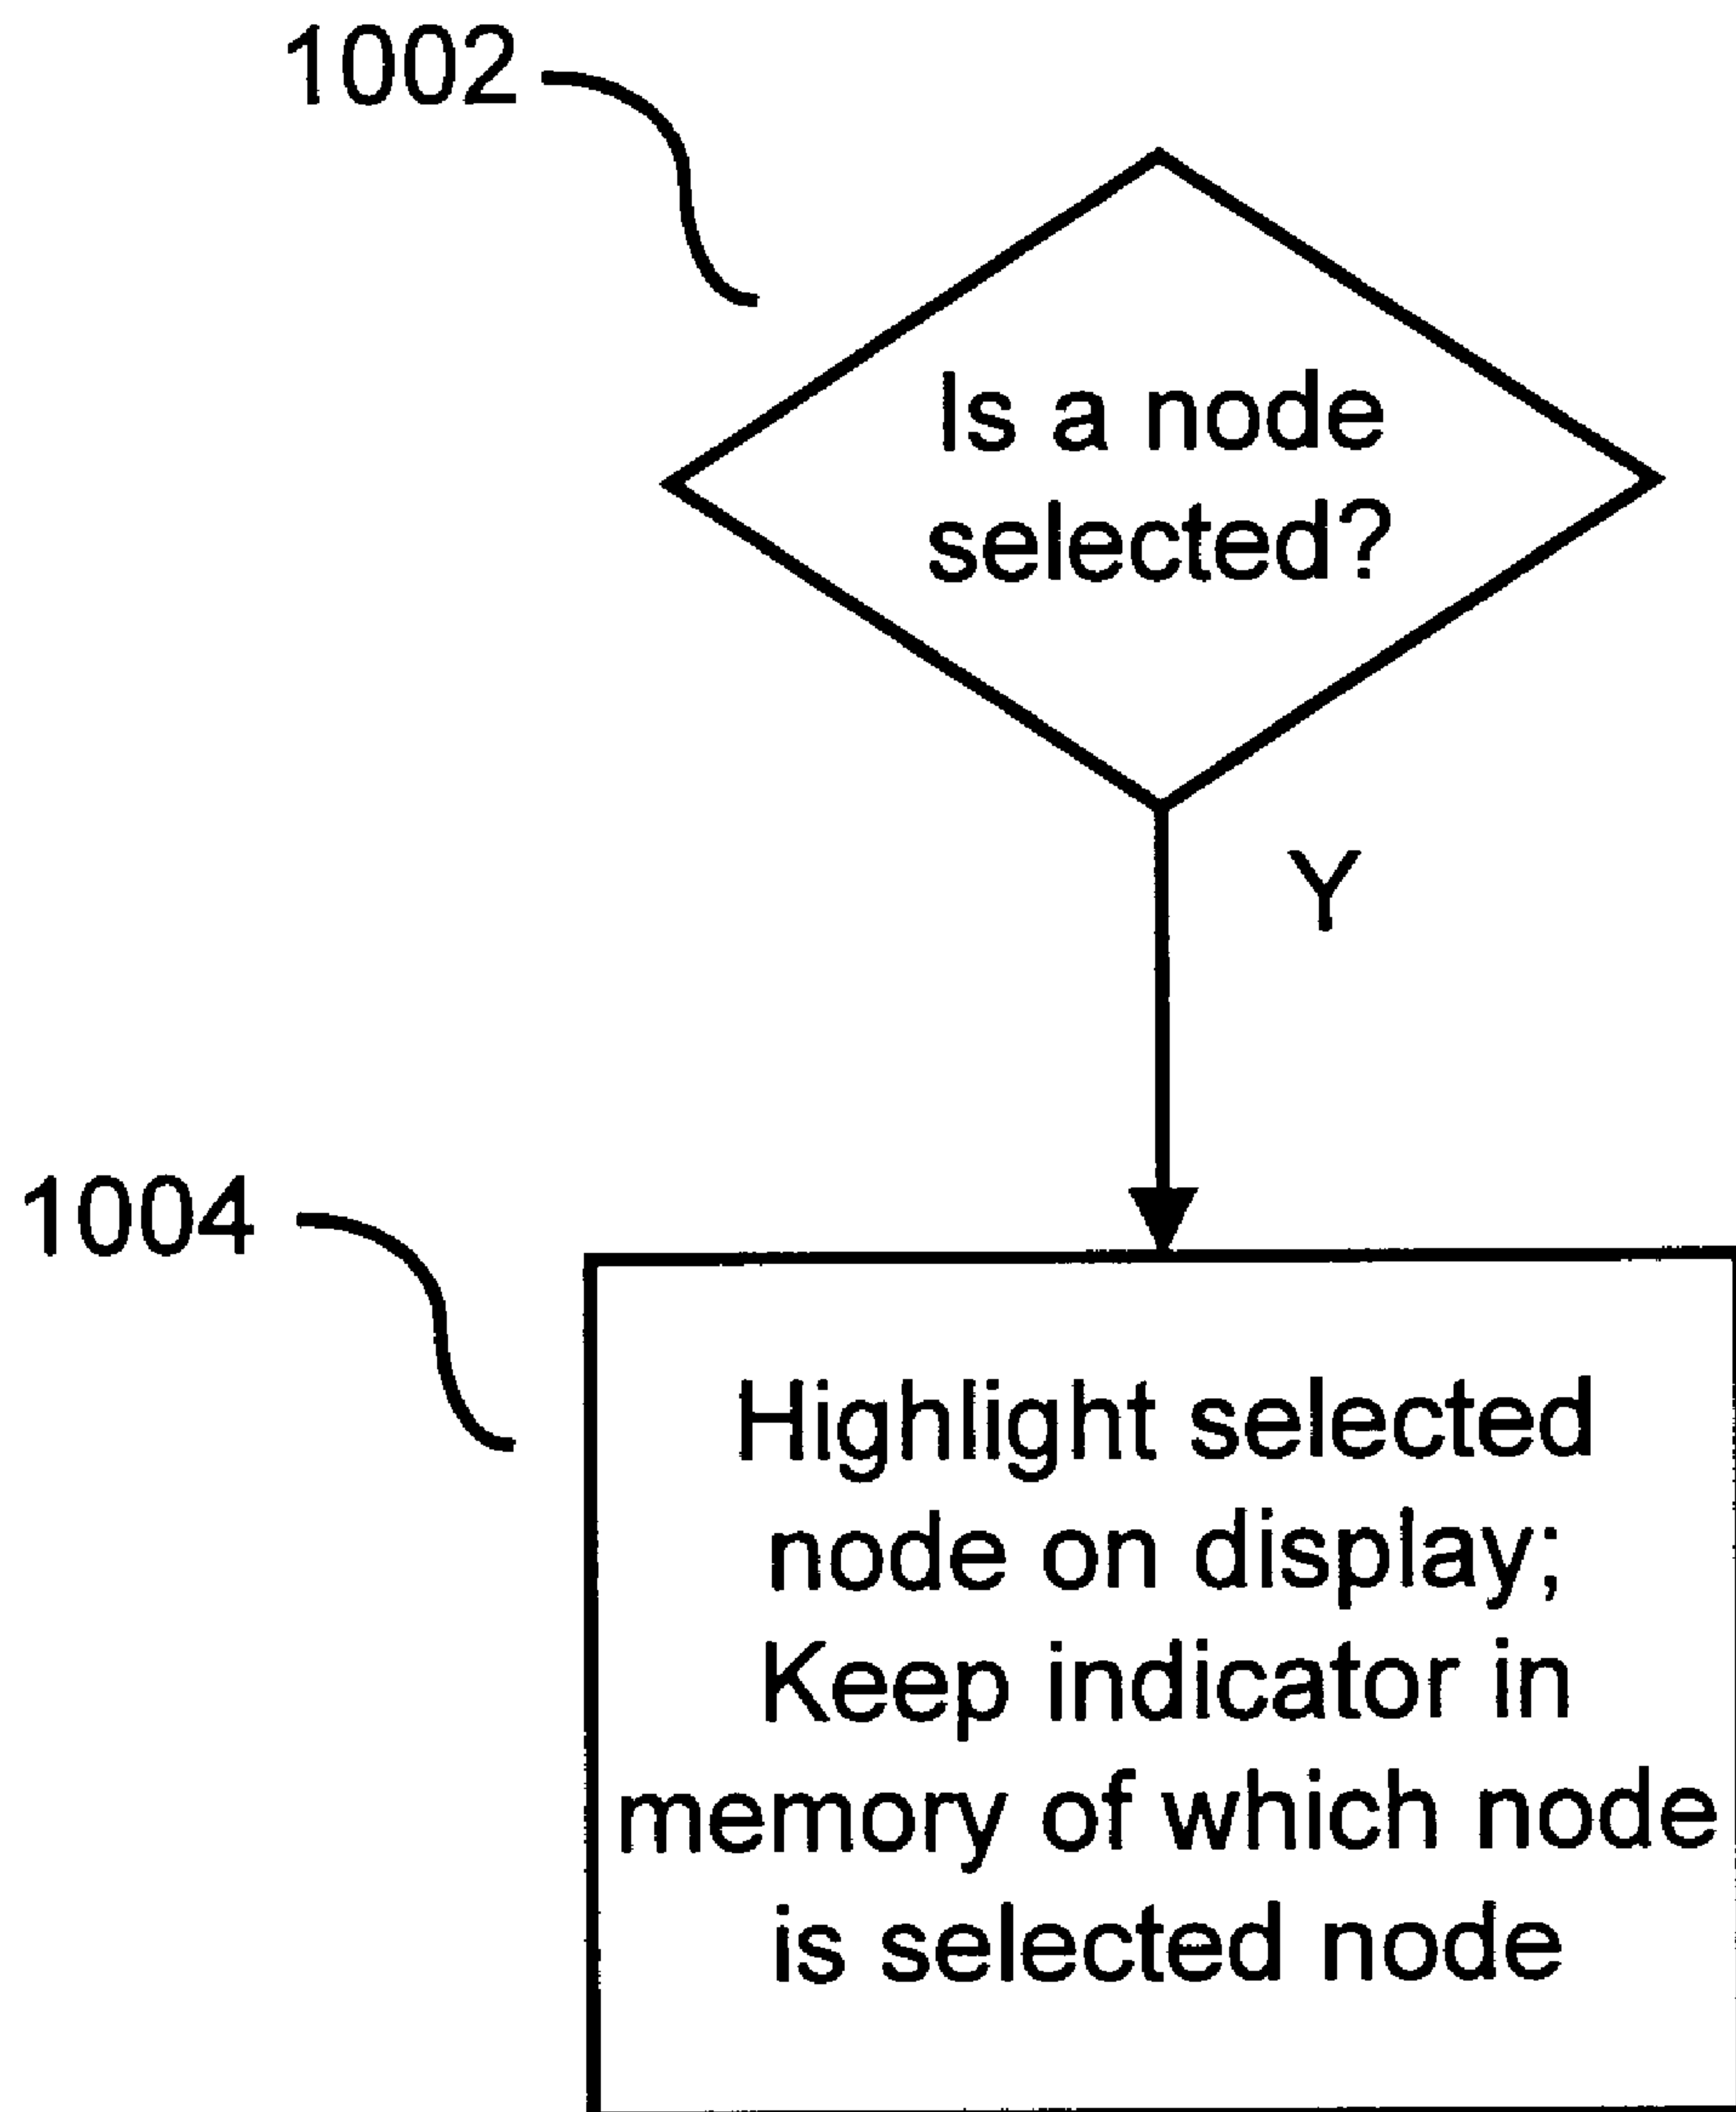 1002
Is a node
selected?
Y
1004
Highlight selected
node on display;
Keep indicator in
memory of which node
is selected node